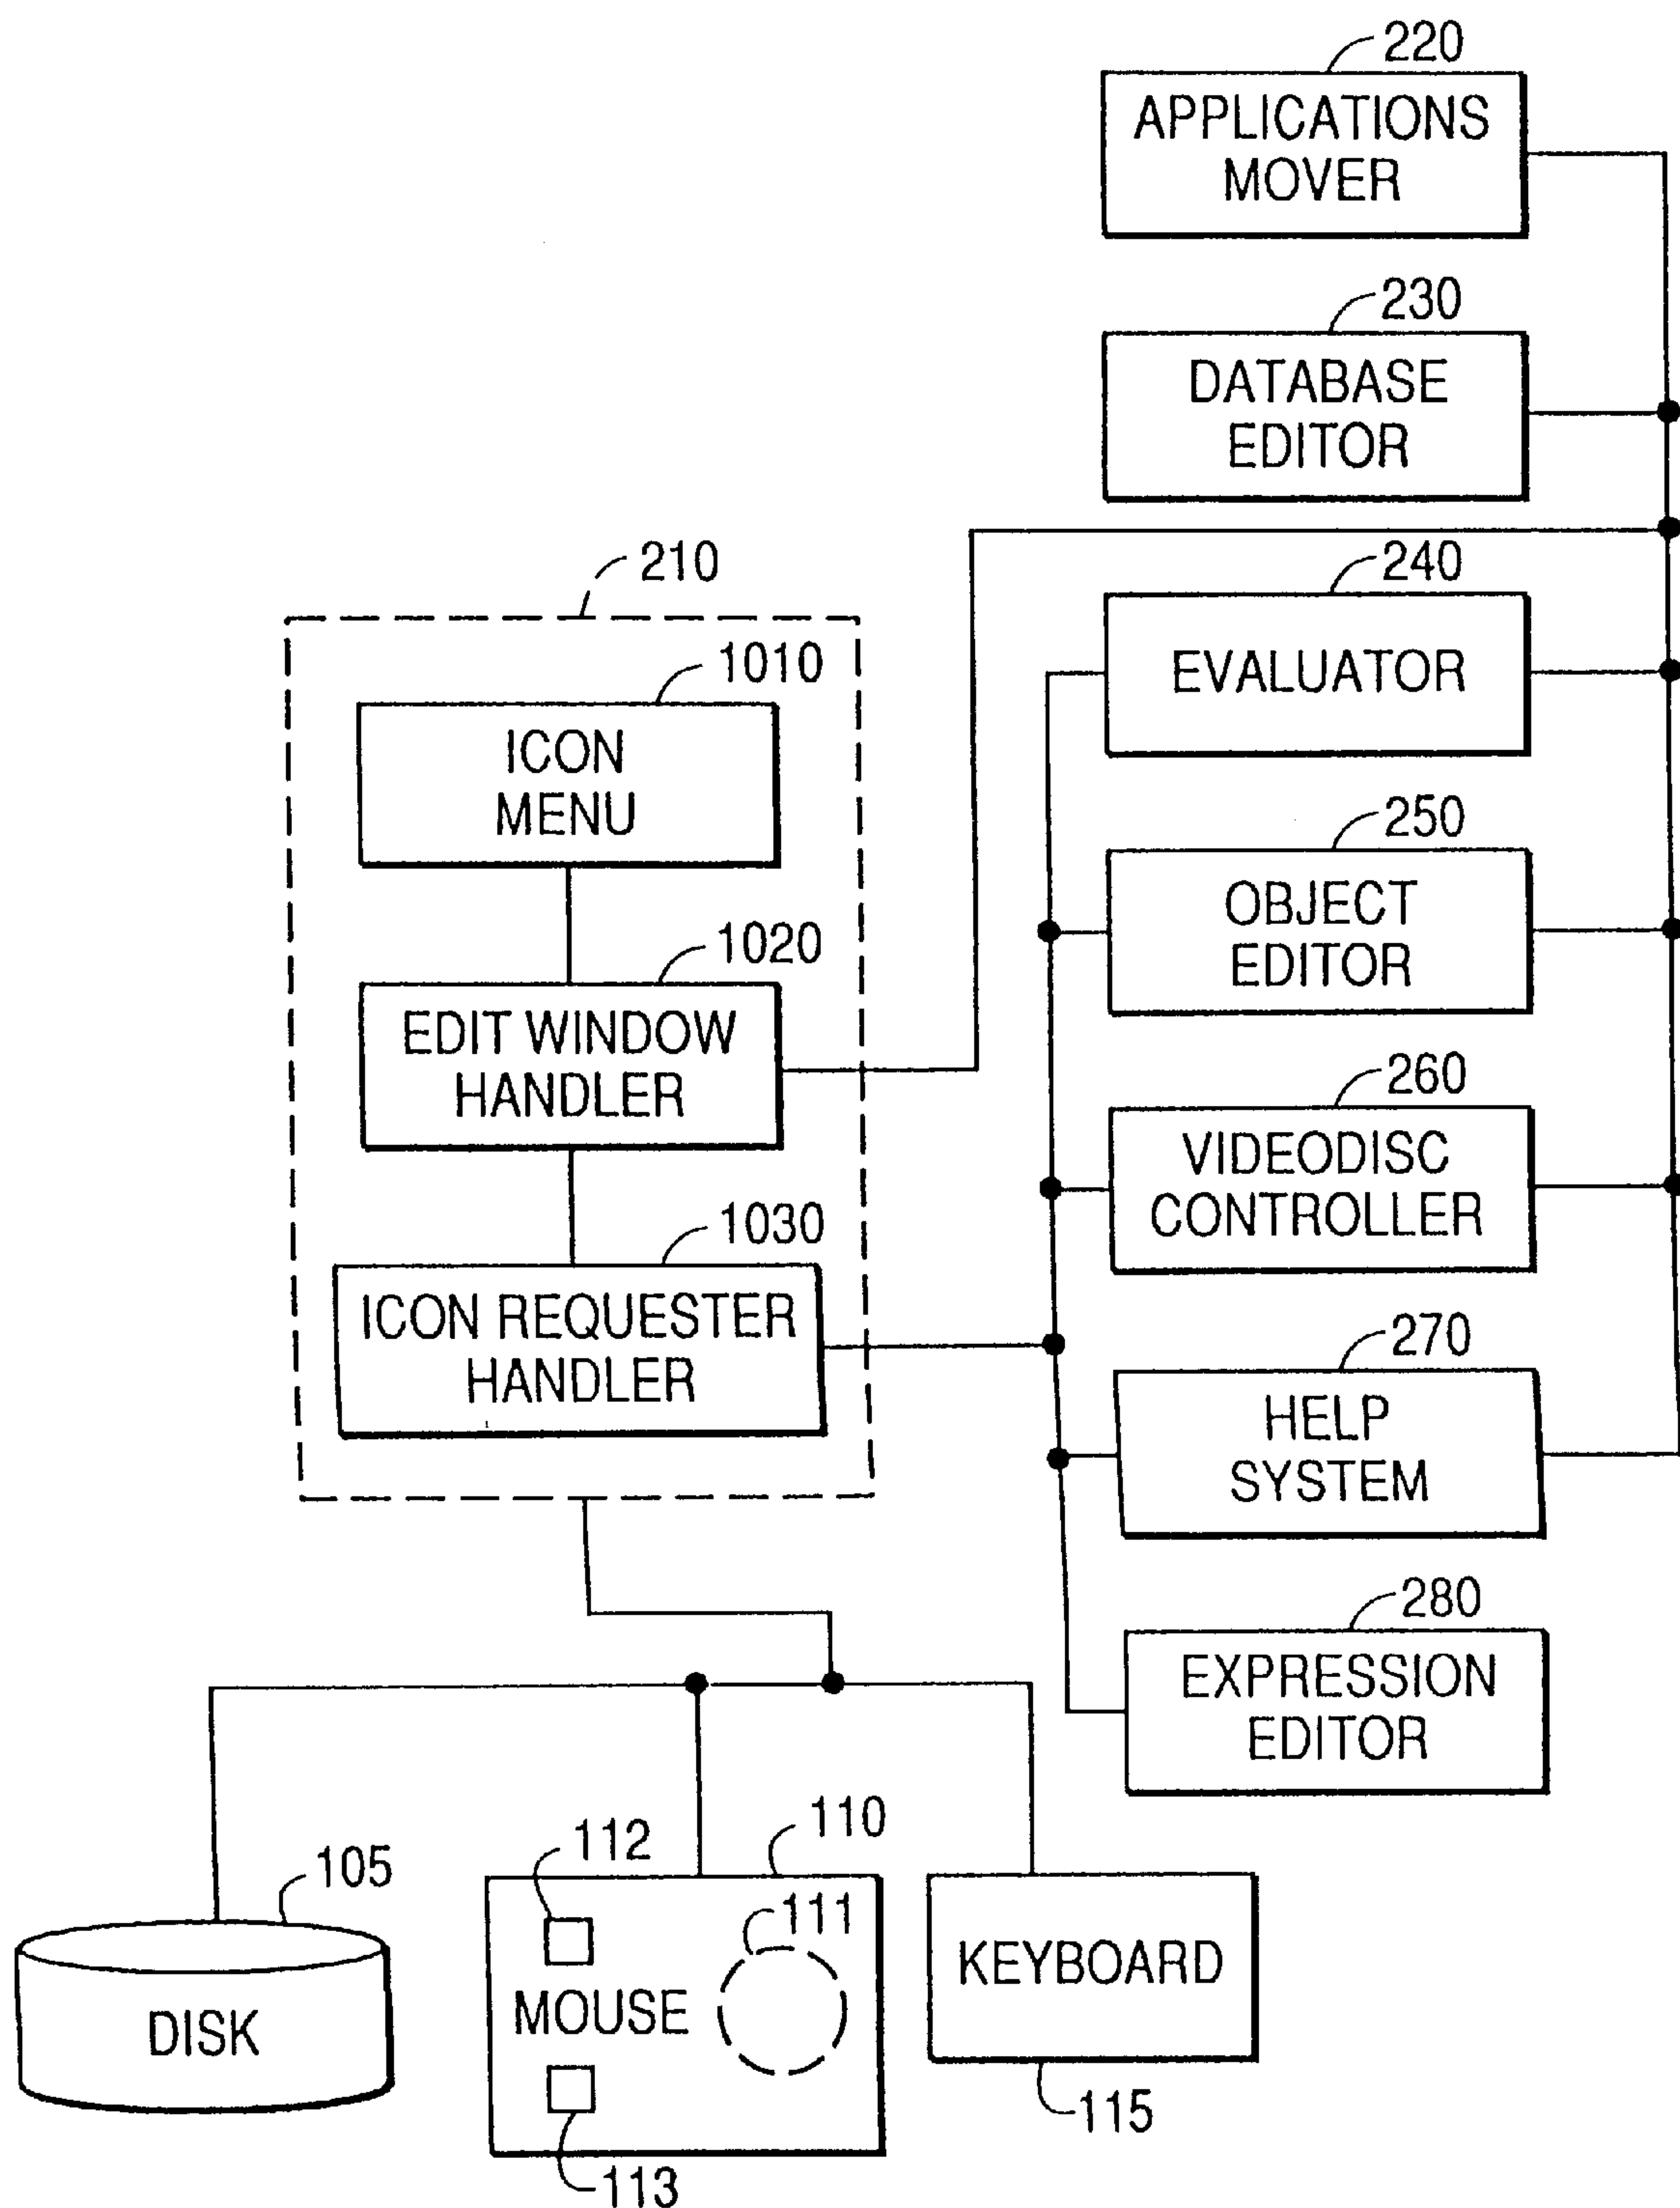 220
APPLICATIONS
MOVER
230
DATABASE
EDITOR
210
240
1010
EVALUATOR
ICON
MENU
250
OBJECT
EDITOR
1020
EDIT WINDOW
HANDLER
260
VIDEODISC
CONTROLLER
1030
ICON REQUESTER
HANDLER
270
HELP
SYSTEM
280
EXPRESSION
EDITOR
105
DISK
112
110
111
MOUSE
113
KEYBOARD
115